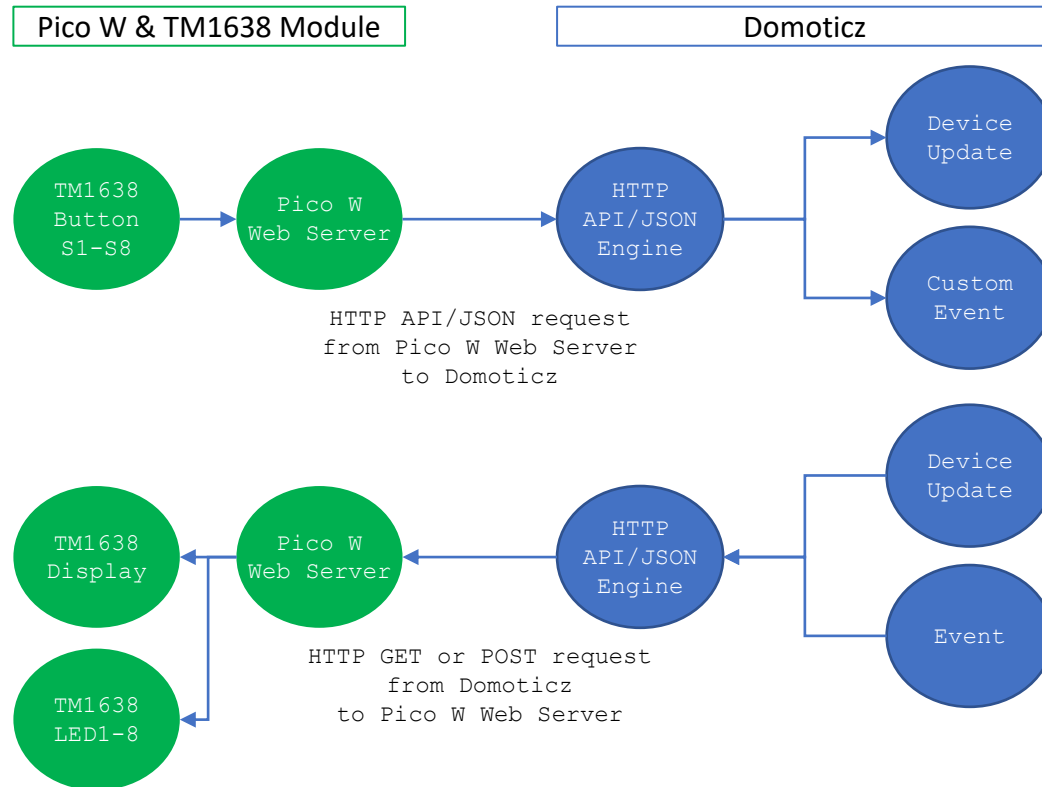 Pico W & TM1638 Module
Domoticz
TM1638
Button
S1-S8
Pico W
Web Server
HTTP
API/JSON
Engine
Device
Update
Custom
Event
HTTP API/JSON request
from Pico W Web Server
to Domoticz
TM1638
Display
TM1638
LED1-8
Pico W
Web Server
HTTP
API/JSON
Engine
Device
Update
Event
HTTP GET or POST request
from Domoticz
to Pico W Web Server